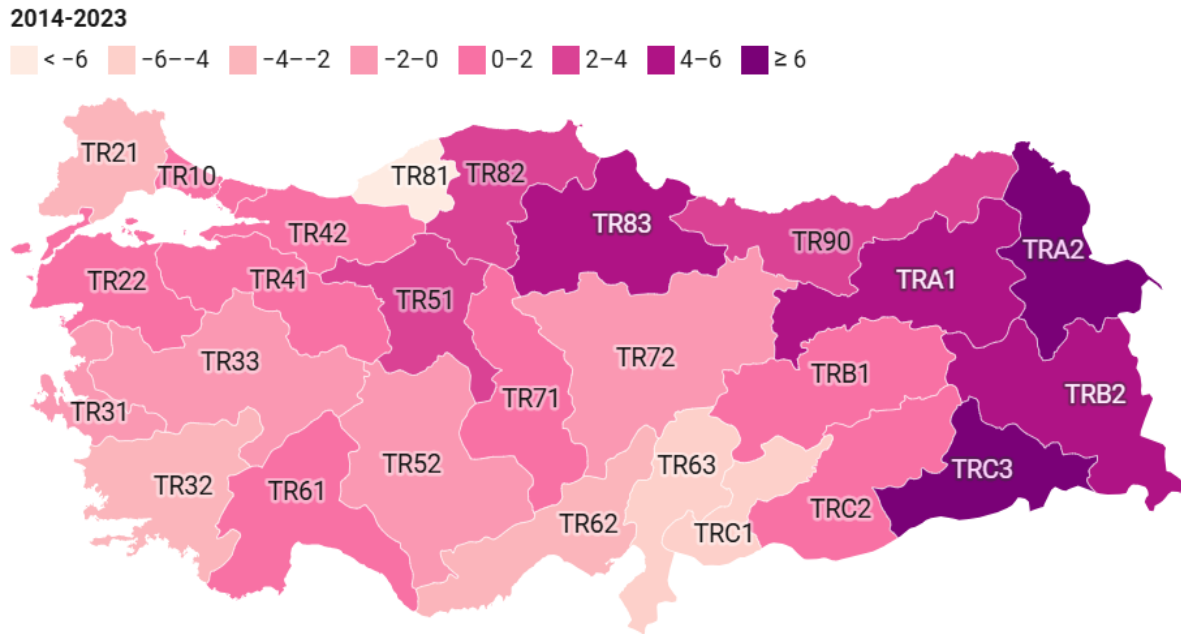 2014-2023
< −6
−6−−4
−4−−2
−2−0
0−2
2−4
4−6
≥ 6
TR21
TR10
TR81
TR82
TR83
TR42
TR90
TRA2
TR22
TR41
TR51
TRA1
TR33
TR72
TRB1
TRB2
TR31
TR71
TR52
TR63
TRC3
TR32
TR61
TR62
TRC1
TRC2